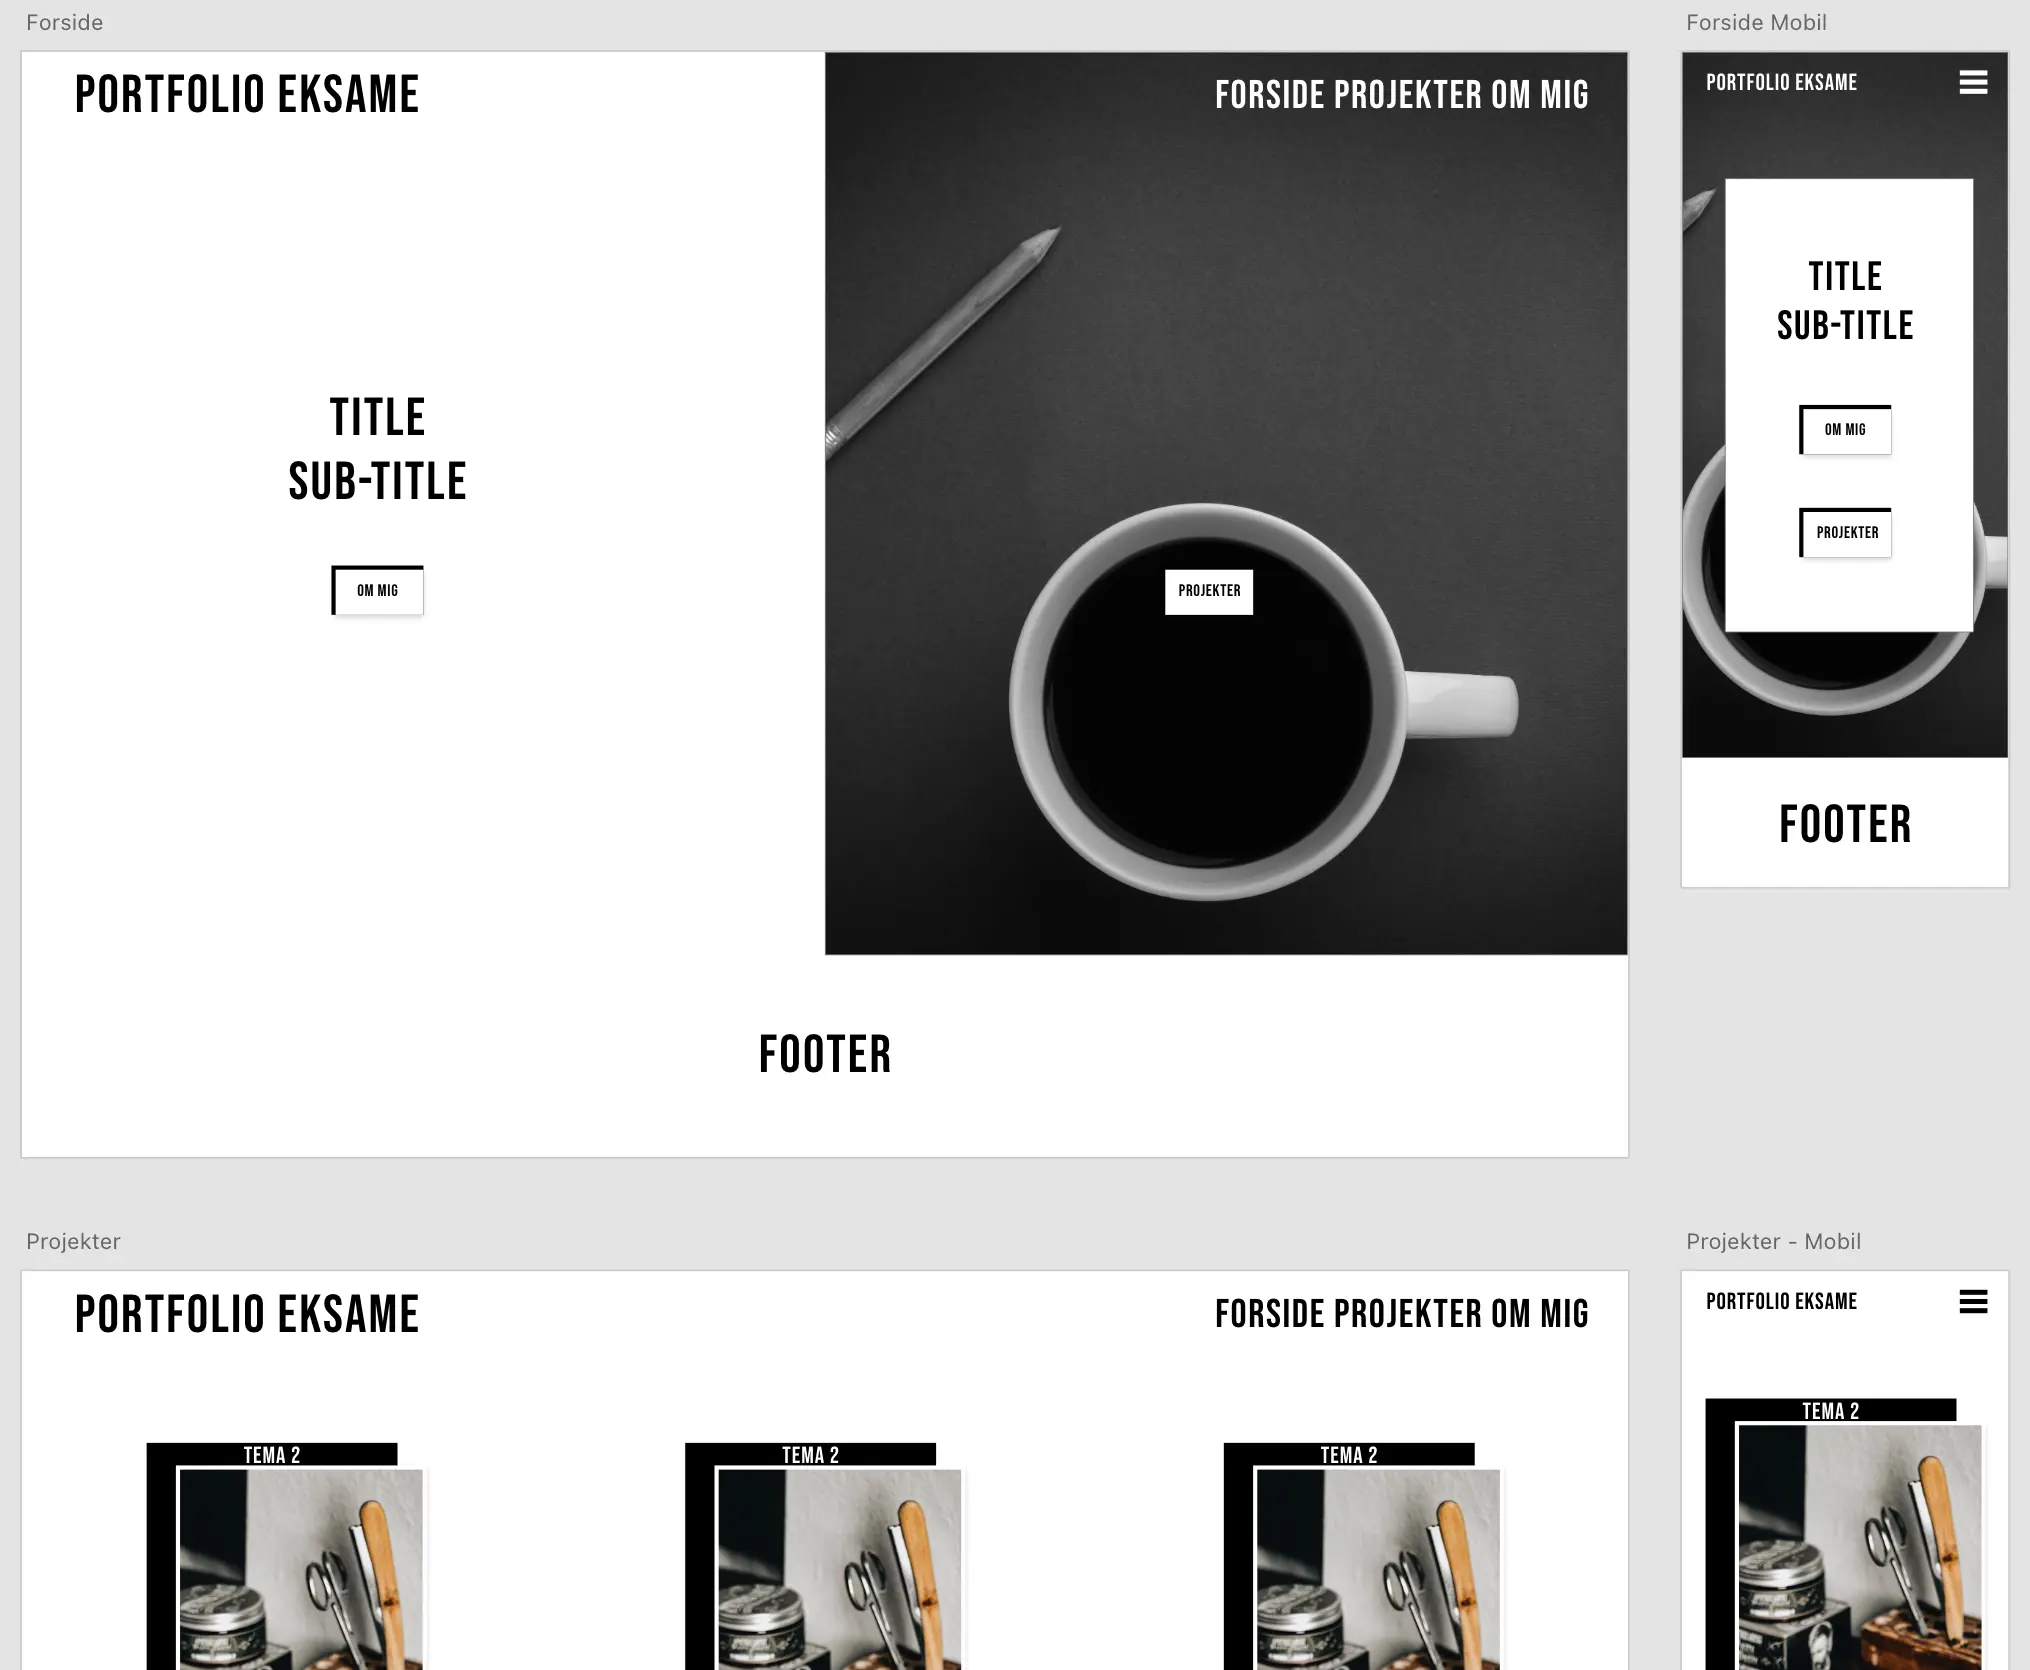 Forside
PORTFOLIO EKSAME
FORSIDE PROJEKTER OM MIG
TITLE
SUB-TITLE
OM MIG
PROJEKTER
FOOTER
Forside Mobil
PORTFOLIO EKSAME
TITLE
SUB-TITLE
OM MIG
PROJEKTER
FOOTER
Projekter
PORTFOLIO EKSAME
FORSIDE PROJEKTER OM MIG
TEMA 2
TEMA 2
TEMA 2
Projekter - Mobil
PORTFOLIO EKSAME
TEMA 2